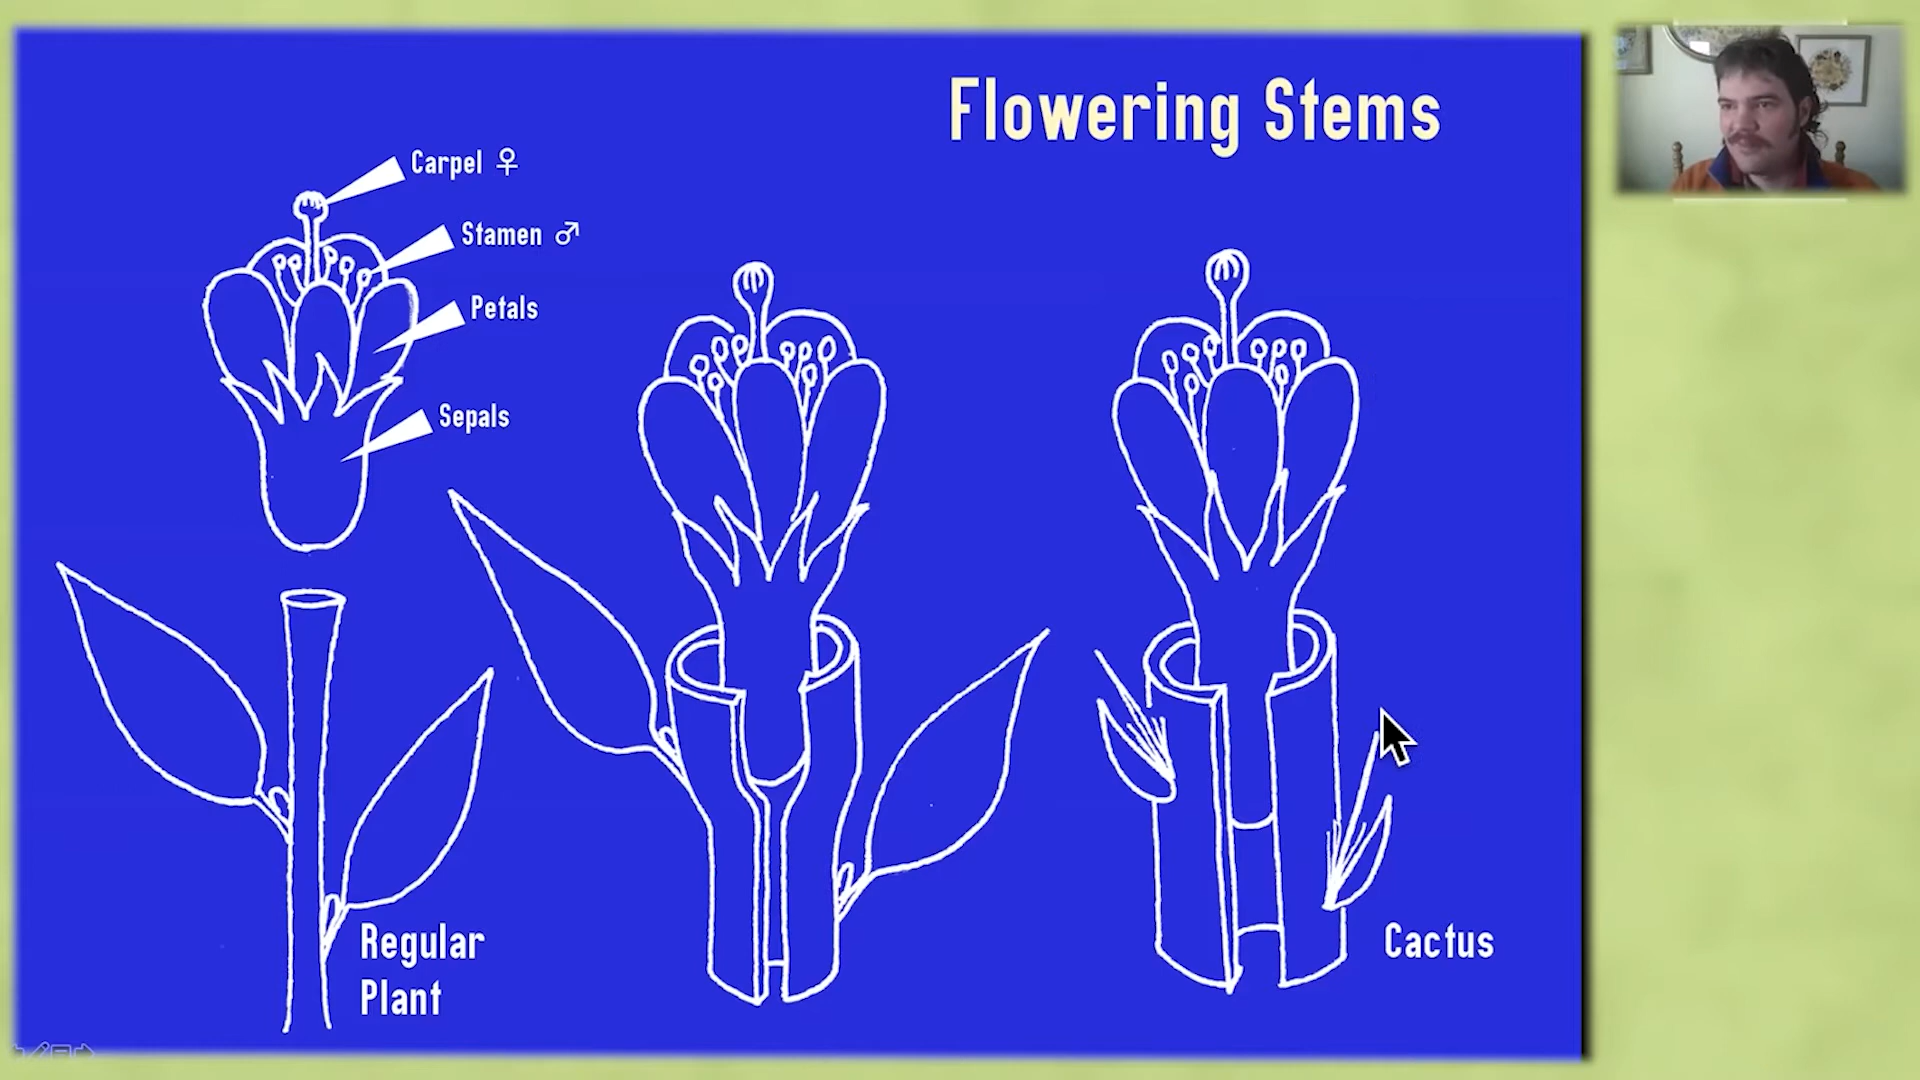 Flowering Stems
Carpel ♀
Stamen ♂
Petals
Sepals
Regular
Plant
Cactus